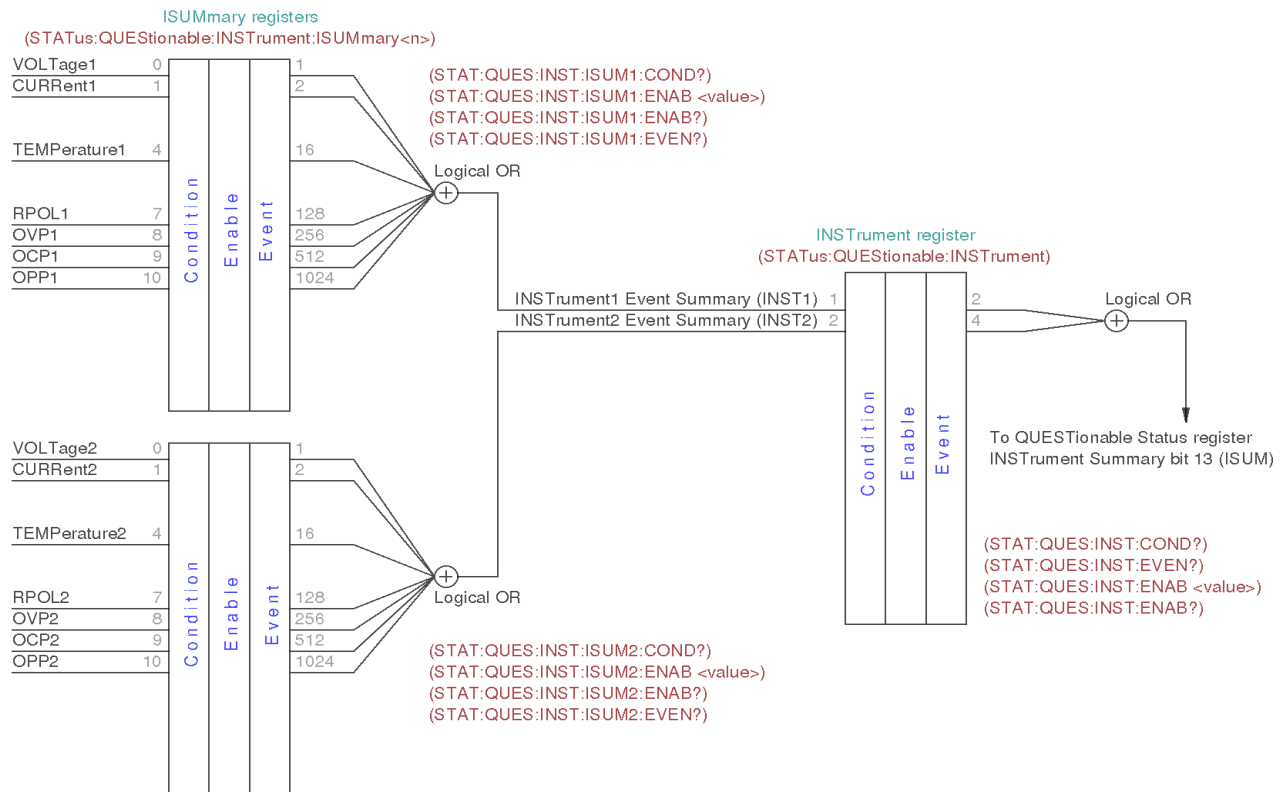 ISUMmary registers
(STATus:QUEStionable:INSTrument:ISUMmary<n>)
VOLTage1 0 1
CURRent1 1 2
TEMPerature1 4 16
RPOL1 7 128
OVP1 8 256
OCP1 9 512
OPP1 10 1024
Condition
Enable
Event
(STAT:QUES:INST:ISUM1:COND?)
(STAT:QUES:INST:ISUM1:ENAB <value>)
(STAT:QUES:INST:ISUM1:ENAB?)
(STAT:QUES:INST:ISUM1:EVEN?)
Logical OR
INSTrument register
(STATus:QUEStionable:INSTrument)
INSTrument1 Event Summary (INST1) 1 2
INSTrument2 Event Summary (INST2) 2 4
Condition
Enable
Event
Logical OR
To QUESTionable Status register
INSTrument Summary bit 13 (ISUM)
(STAT:QUES:INST:COND?)
(STAT:QUES:INST:EVEN?)
(STAT:QUES:INST:ENAB <value>)
(STAT:QUES:INST:ENAB?)
VOLTage2 0 1
CURRent2 1 2
TEMPerature2 4 16
RPOL2 7 128
OVP2 8 256
OCP2 9 512
OPP2 10 1024
Condition
Enable
Event
Logical OR
(STAT:QUES:INST:ISUM2:COND?)
(STAT:QUES:INST:ISUM2:ENAB <value>)
(STAT:QUES:INST:ISUM2:ENAB?)
(STAT:QUES:INST:ISUM2:EVEN?)